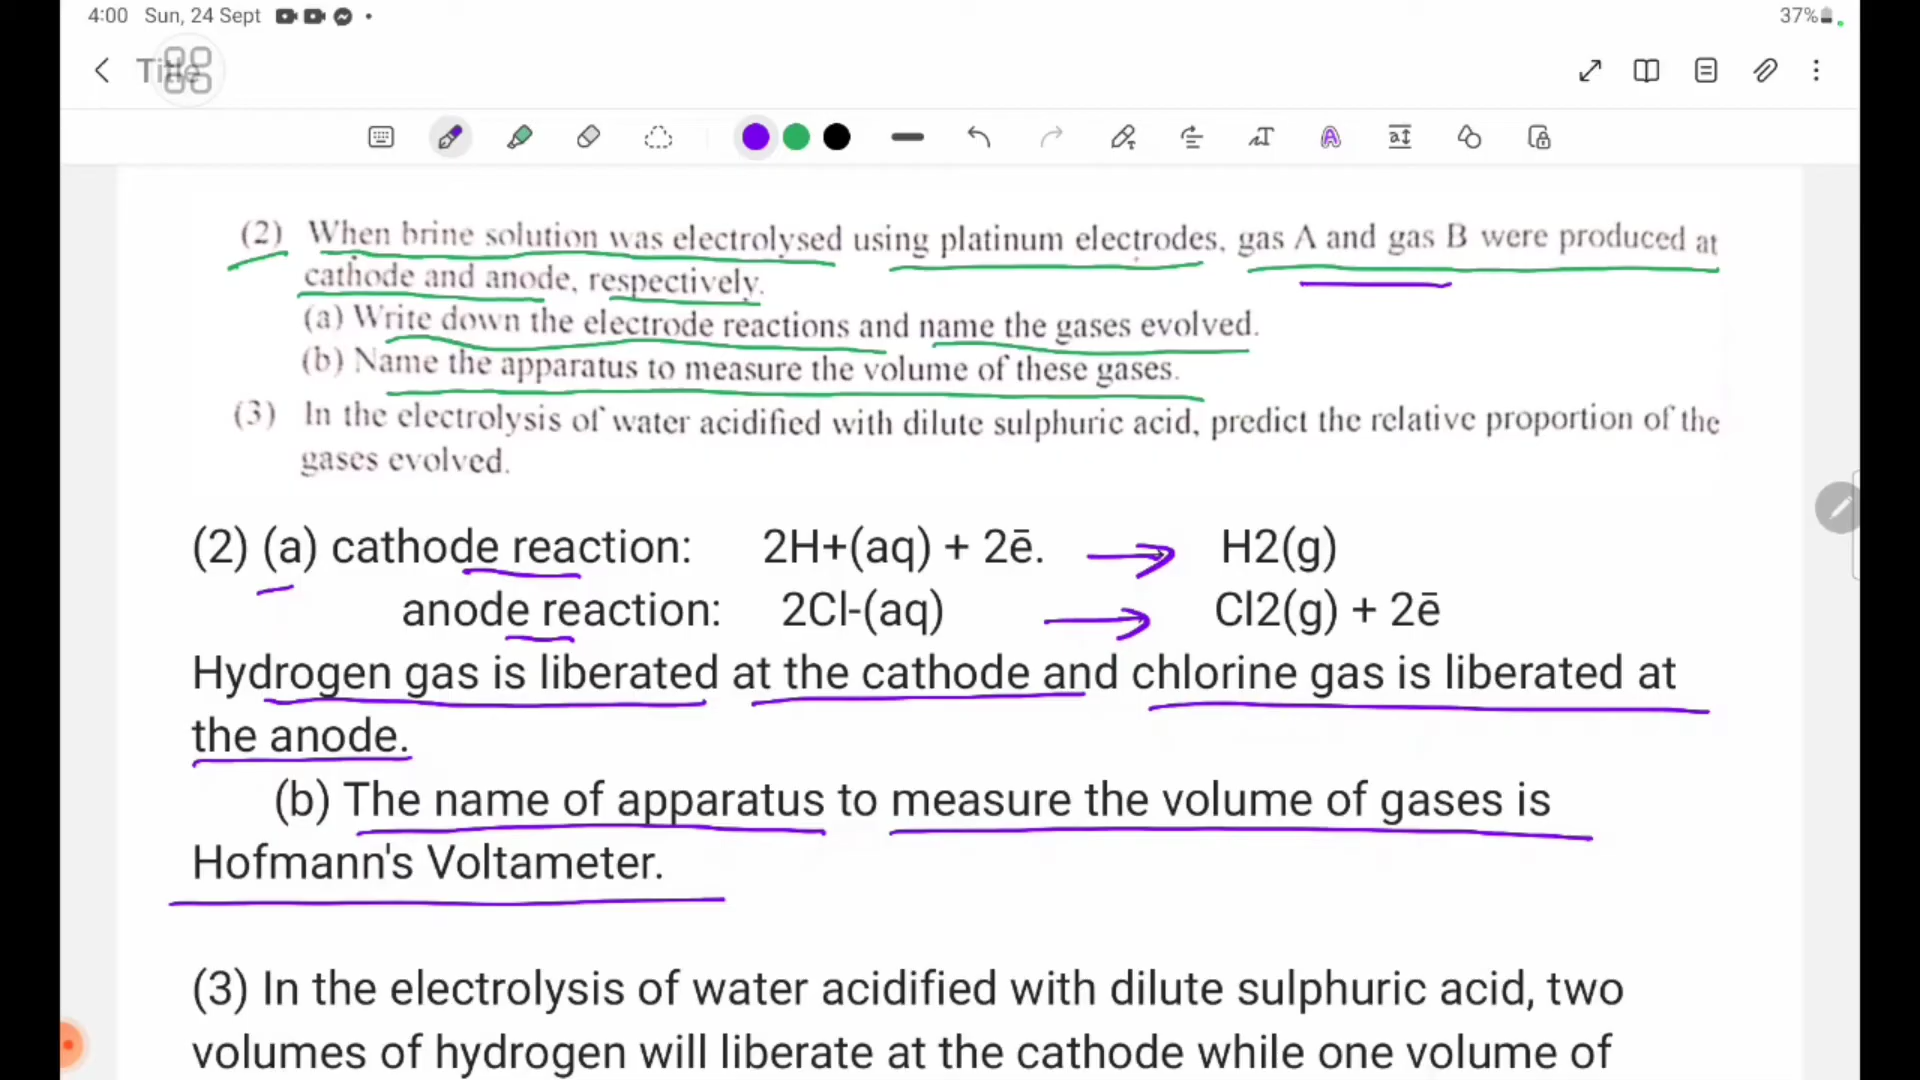 4:00 Sun, 24 Sept
37%
Title
(2) When brine solution was electrolysed using platinum electrodes, gas A and gas B were produced at
cathode and anode, respectively.
(a) Write down the electrode reactions and name the gases evolved.
(b) Name the apparatus to measure the volume of these gases.
(3) In the electrolysis of water acidified with dilute sulphuric acid, predict the relative proportion of the
gases evolved.
(2) (a) cathode reaction: 2H+(aq) + 2ē. → H2(g)
anode reaction: 2Cl-(aq) → Cl2(g) + 2ē
Hydrogen gas is liberated at the cathode and chlorine gas is liberated at
the anode.
(b) The name of apparatus to measure the volume of gases is
Hofmann's Voltameter.
(3) In the electrolysis of water acidified with dilute sulphuric acid, two
volumes of hydrogen will liberate at the cathode while one volume of